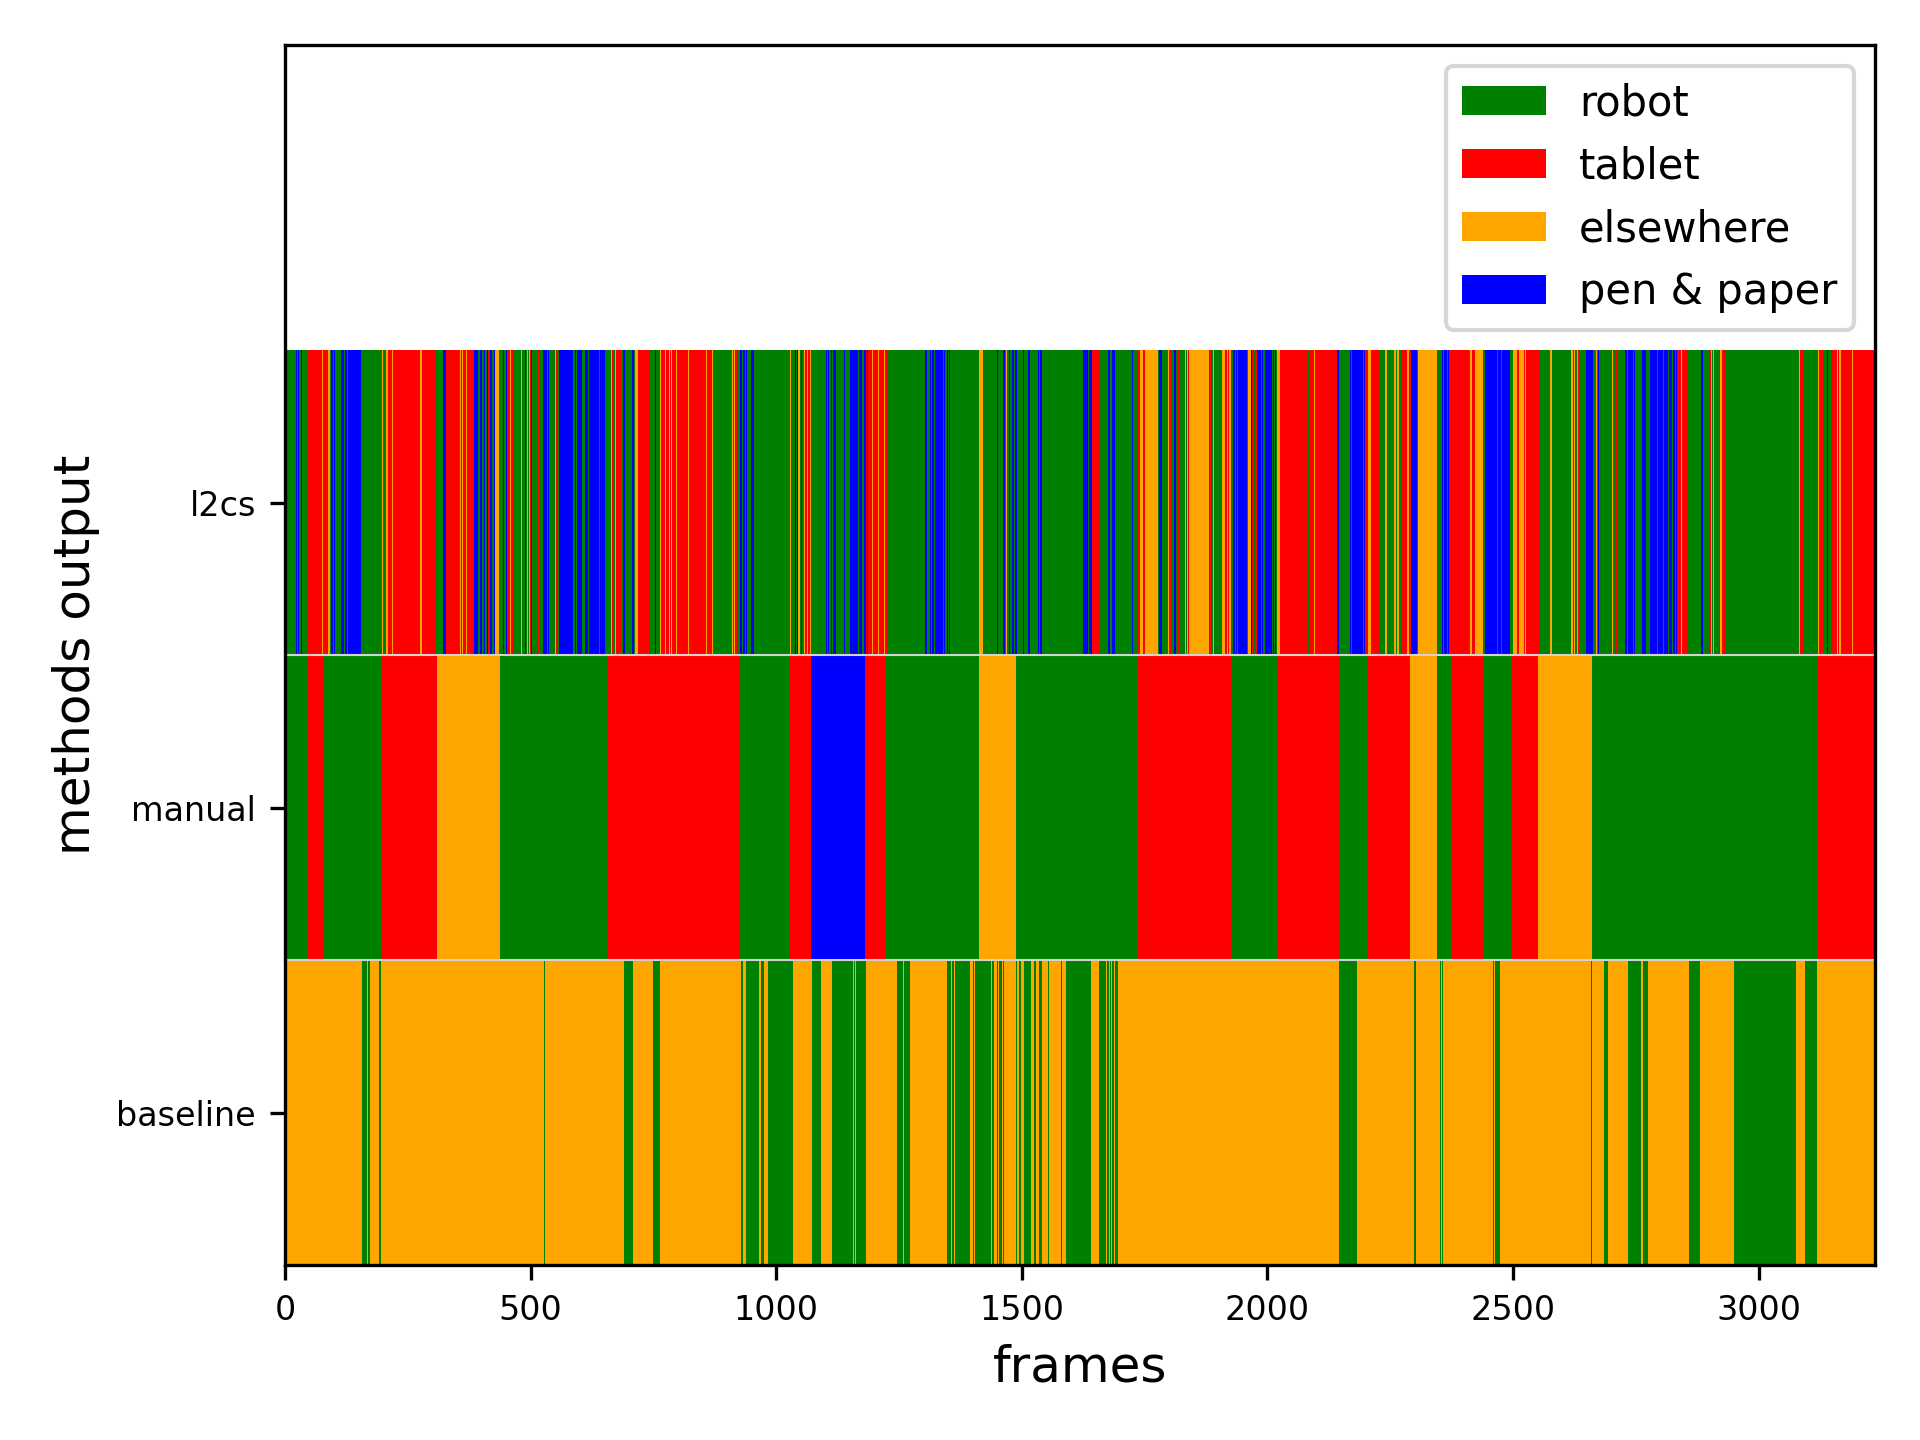 robot
tablet
elsewhere
pen & paper
methods output
l2cs
manual
baseline
0 500 1000 1500 2000 2500 3000
frames